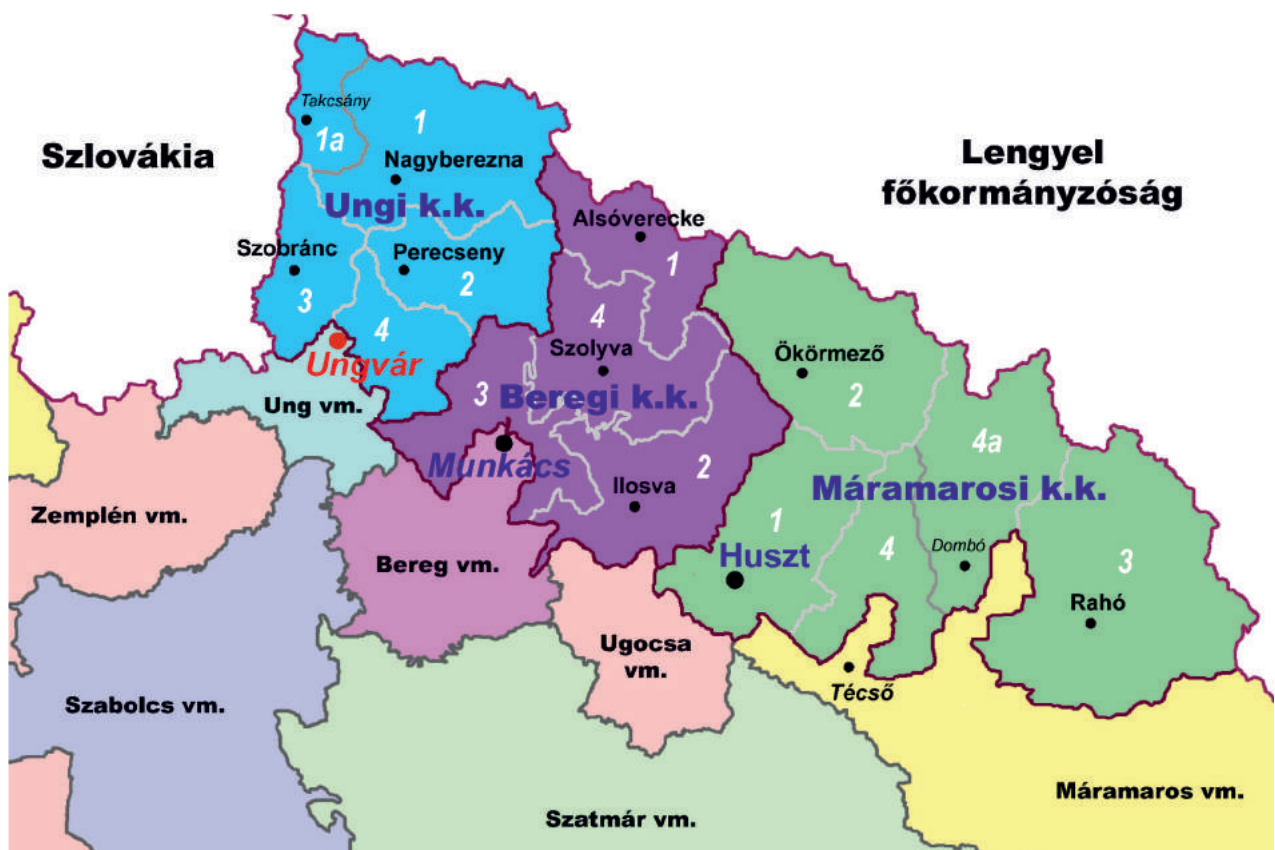 Takcsány
1
1a
Szlovákia
Nagyberezna
Lengyel
főkormányzóság
Ungi k.k.
Alsóverecke
Szobránc
Perecseny
1
2
3
4
4
Ungvár
Szolyva
Ökörmező
3
Beregi k.k.
2
Ung vm.
4a
Munkács
2
Ilosva
Máramarosi k.k.
Zemplén vm.
1
Huszt
4
Dombó
3
Bereg vm.
Rahó
Ugocsa
vm.
Técső
Szabolcs vm.
Máramaros vm.
Szatmár vm.